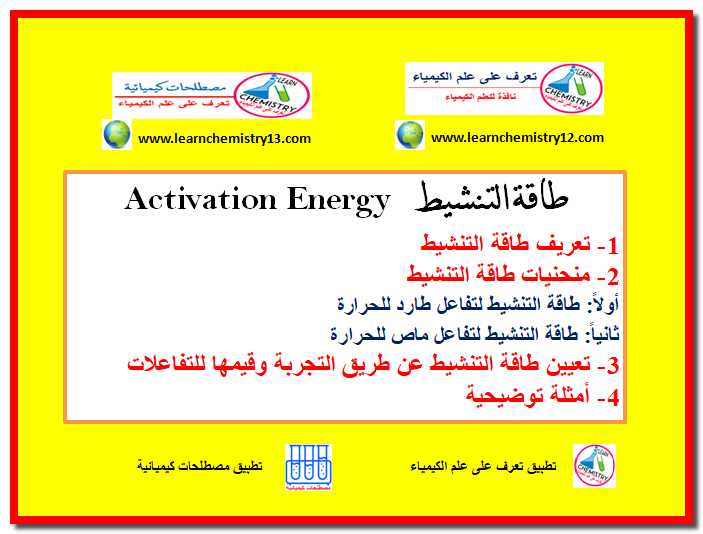 تعرف على علم الكيمياء
نافذة لتعلم الكيمياء
LEARN
CHEMISTRY
www.learnchemistry12.com
مصطلحات كيميائية
تعرف على علم الكيمياء
LEARN
CHEMISTRY
www.learnchemistry13.com
طاقة التنشيط Activation Energy
1- تعريف طاقة التنشيط
2- منحنيات طاقة التنشيط
أولاً: طاقة التنشيط لتفاعل طارد للحرارة
ثانياً: طاقة التنشيط لتفاعل ماص للحرارة
3- تعيين طاقة التنشيط عن طريق التجربة وقيمها للتفاعلات
4- أمثلة توضيحية
LEARN
CHEMISTRY
تطبيق تعرف على علم الكيمياء
مصطلحات كيميائية
تطبيق مصطلحات كيميائية